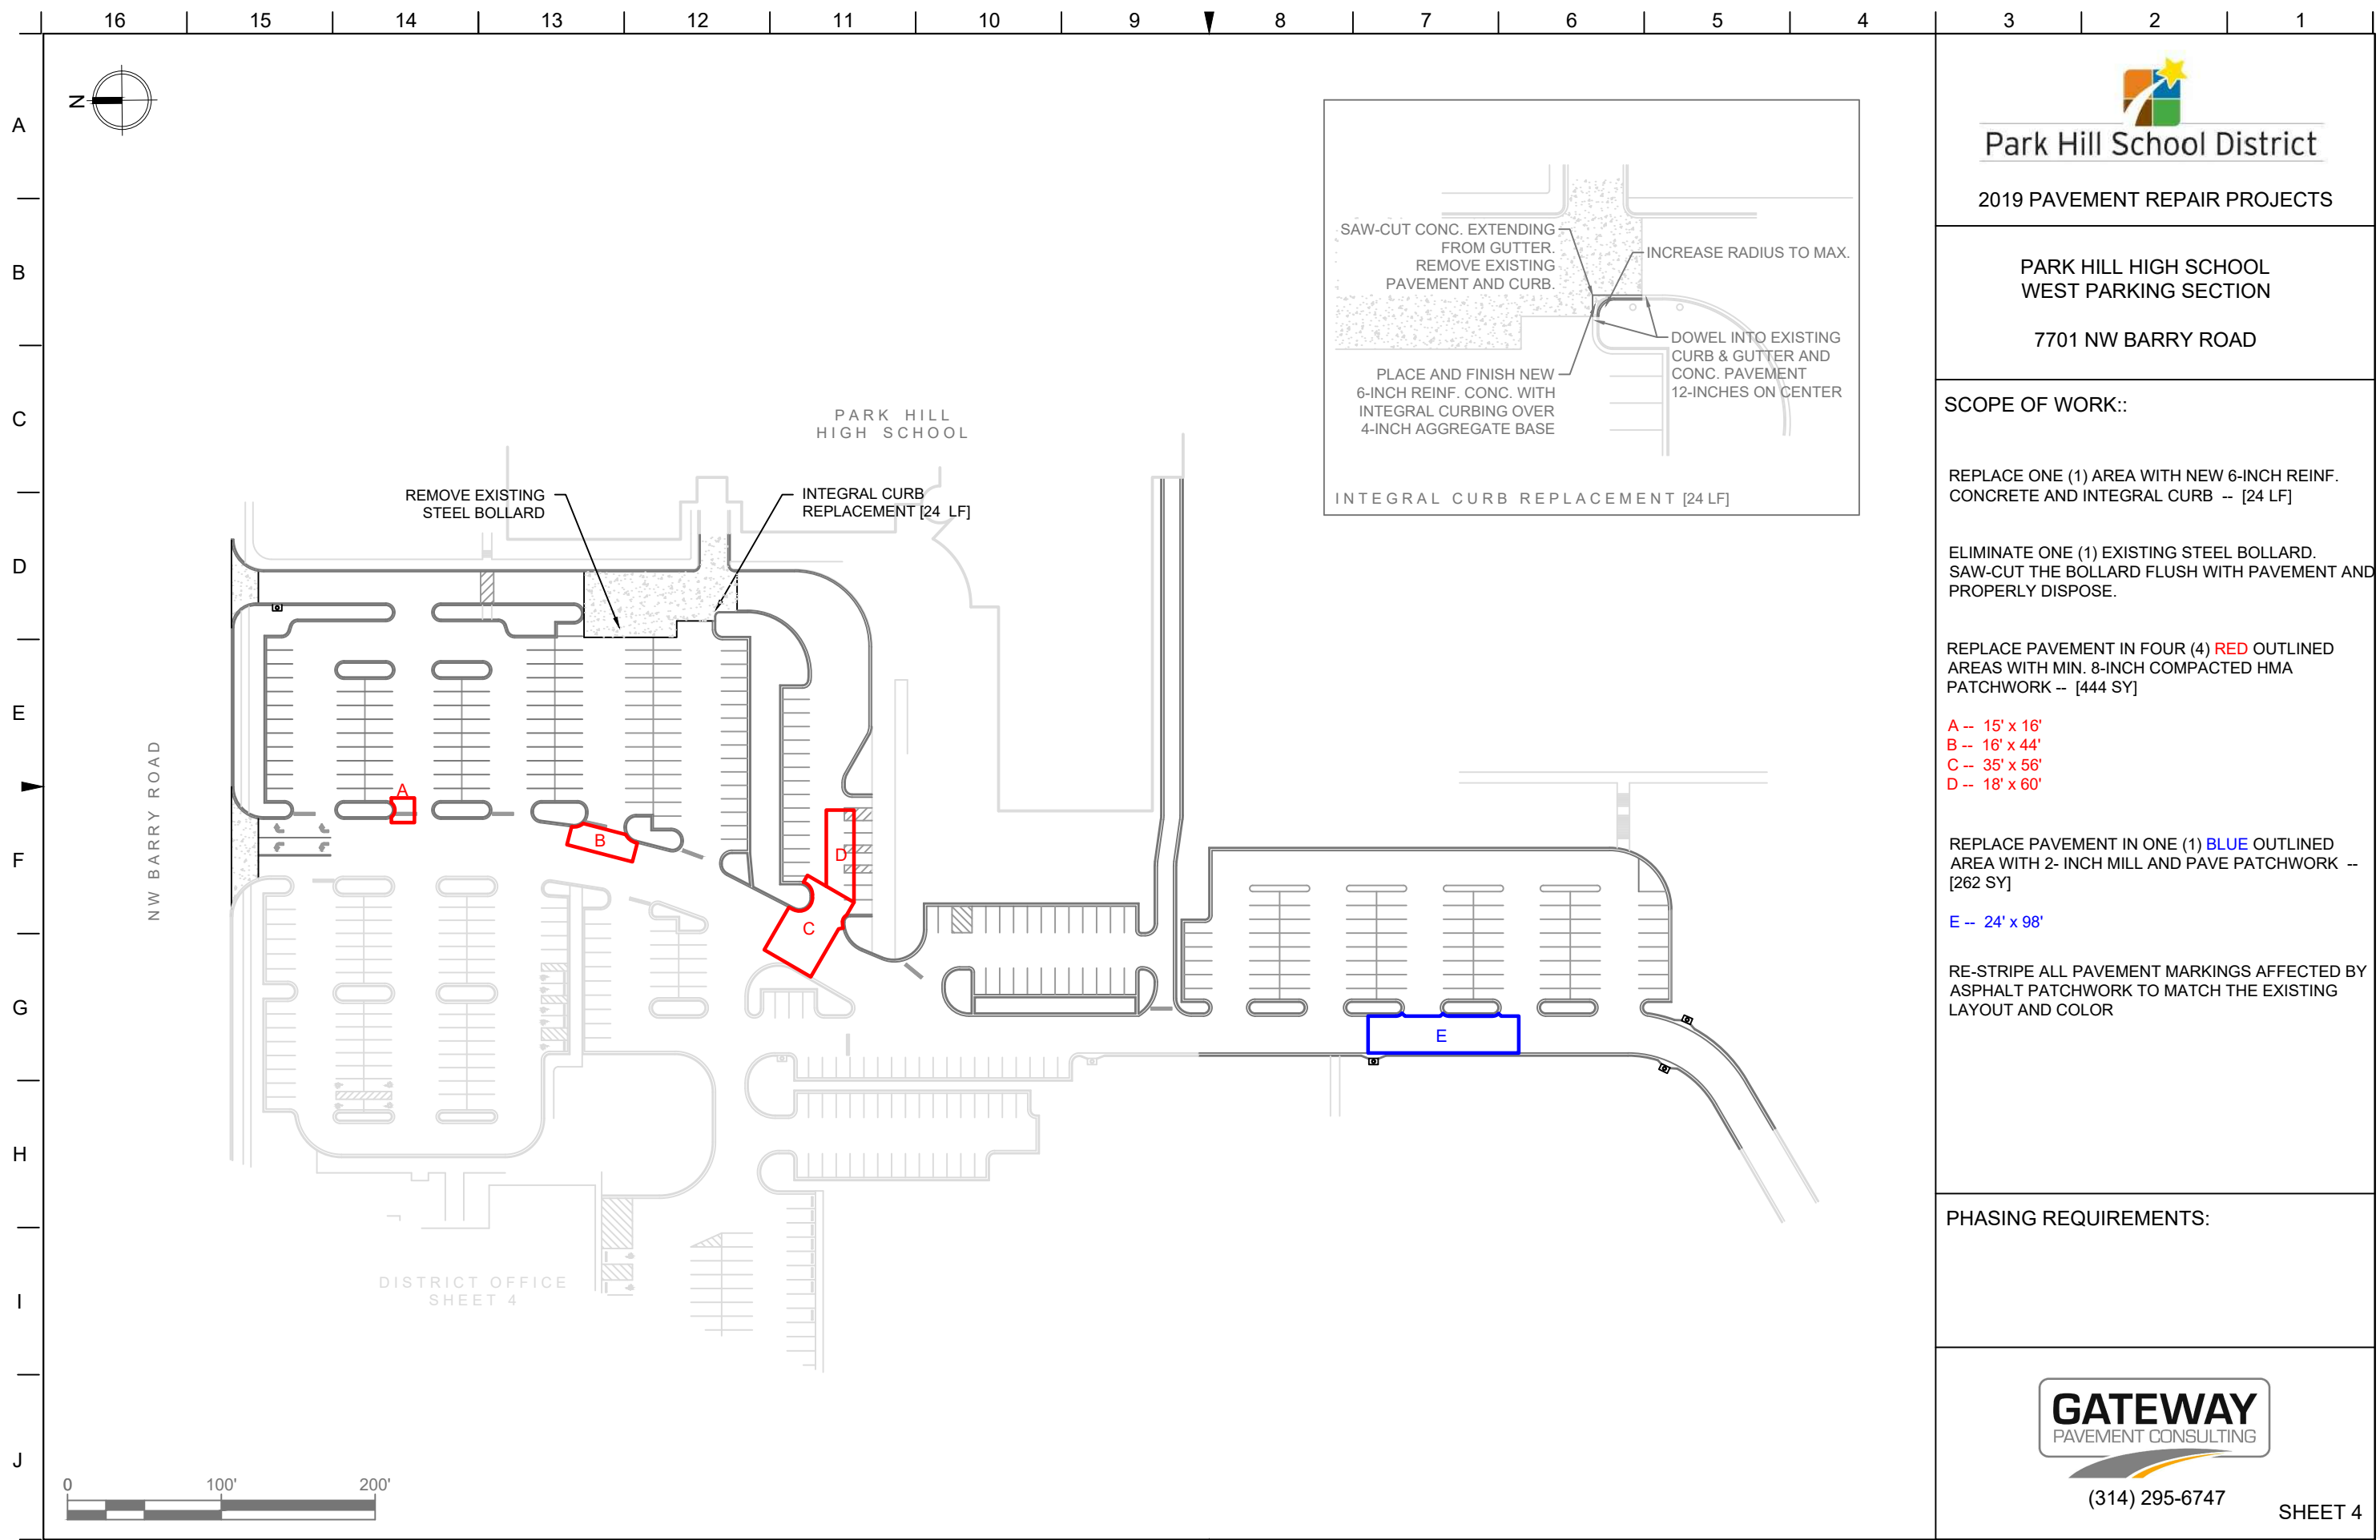 16 15 14 13 12 11 10 9 8 7 6 5 4 3 2 1
A
B
C
D
E
F
G
H
I
J
N
PARK HILL
HIGH SCHOOL
REMOVE EXISTING
STEEL BOLLARD
INTEGRAL CURB
REPLACEMENT [24 LF]
NW BARRY ROAD
A
B
C
D
E
DISTRICT OFFICE
SHEET 4
0 100' 200'
SAW-CUT CONC. EXTENDING
FROM GUTTER.
REMOVE EXISTING
PAVEMENT AND CURB.
INCREASE RADIUS TO MAX.
DOWEL INTO EXISTING
CURB & GUTTER AND
CONC. PAVEMENT
12-INCHES ON CENTER
PLACE AND FINISH NEW
6-INCH REINF. CONC. WITH
INTEGRAL CURBING OVER
4-INCH AGGREGATE BASE
INTEGRAL CURB REPLACEMENT [24 LF]
Park Hill School District
2019 PAVEMENT REPAIR PROJECTS
PARK HILL HIGH SCHOOL
WEST PARKING SECTION
7701 NW BARRY ROAD
SCOPE OF WORK::
REPLACE ONE (1) AREA WITH NEW 6-INCH REINF.
CONCRETE AND INTEGRAL CURB -- [24 LF]
ELIMINATE ONE (1) EXISTING STEEL BOLLARD.
SAW-CUT THE BOLLARD FLUSH WITH PAVEMENT AND
PROPERLY DISPOSE.
REPLACE PAVEMENT IN FOUR (4) RED OUTLINED
AREAS WITH MIN. 8-INCH COMPACTED HMA
PATCHWORK -- [444 SY]
A -- 15' x 16'
B -- 16' x 44'
C -- 35' x 56'
D -- 18' x 60'
REPLACE PAVEMENT IN ONE (1) BLUE OUTLINED
AREA WITH 2- INCH MILL AND PAVE PATCHWORK --
[262 SY]
E -- 24' x 98'
RE-STRIPE ALL PAVEMENT MARKINGS AFFECTED BY
ASPHALT PATCHWORK TO MATCH THE EXISTING
LAYOUT AND COLOR
PHASING REQUIREMENTS:
GATEWAY
PAVEMENT CONSULTING
(314) 295-6747
SHEET 4